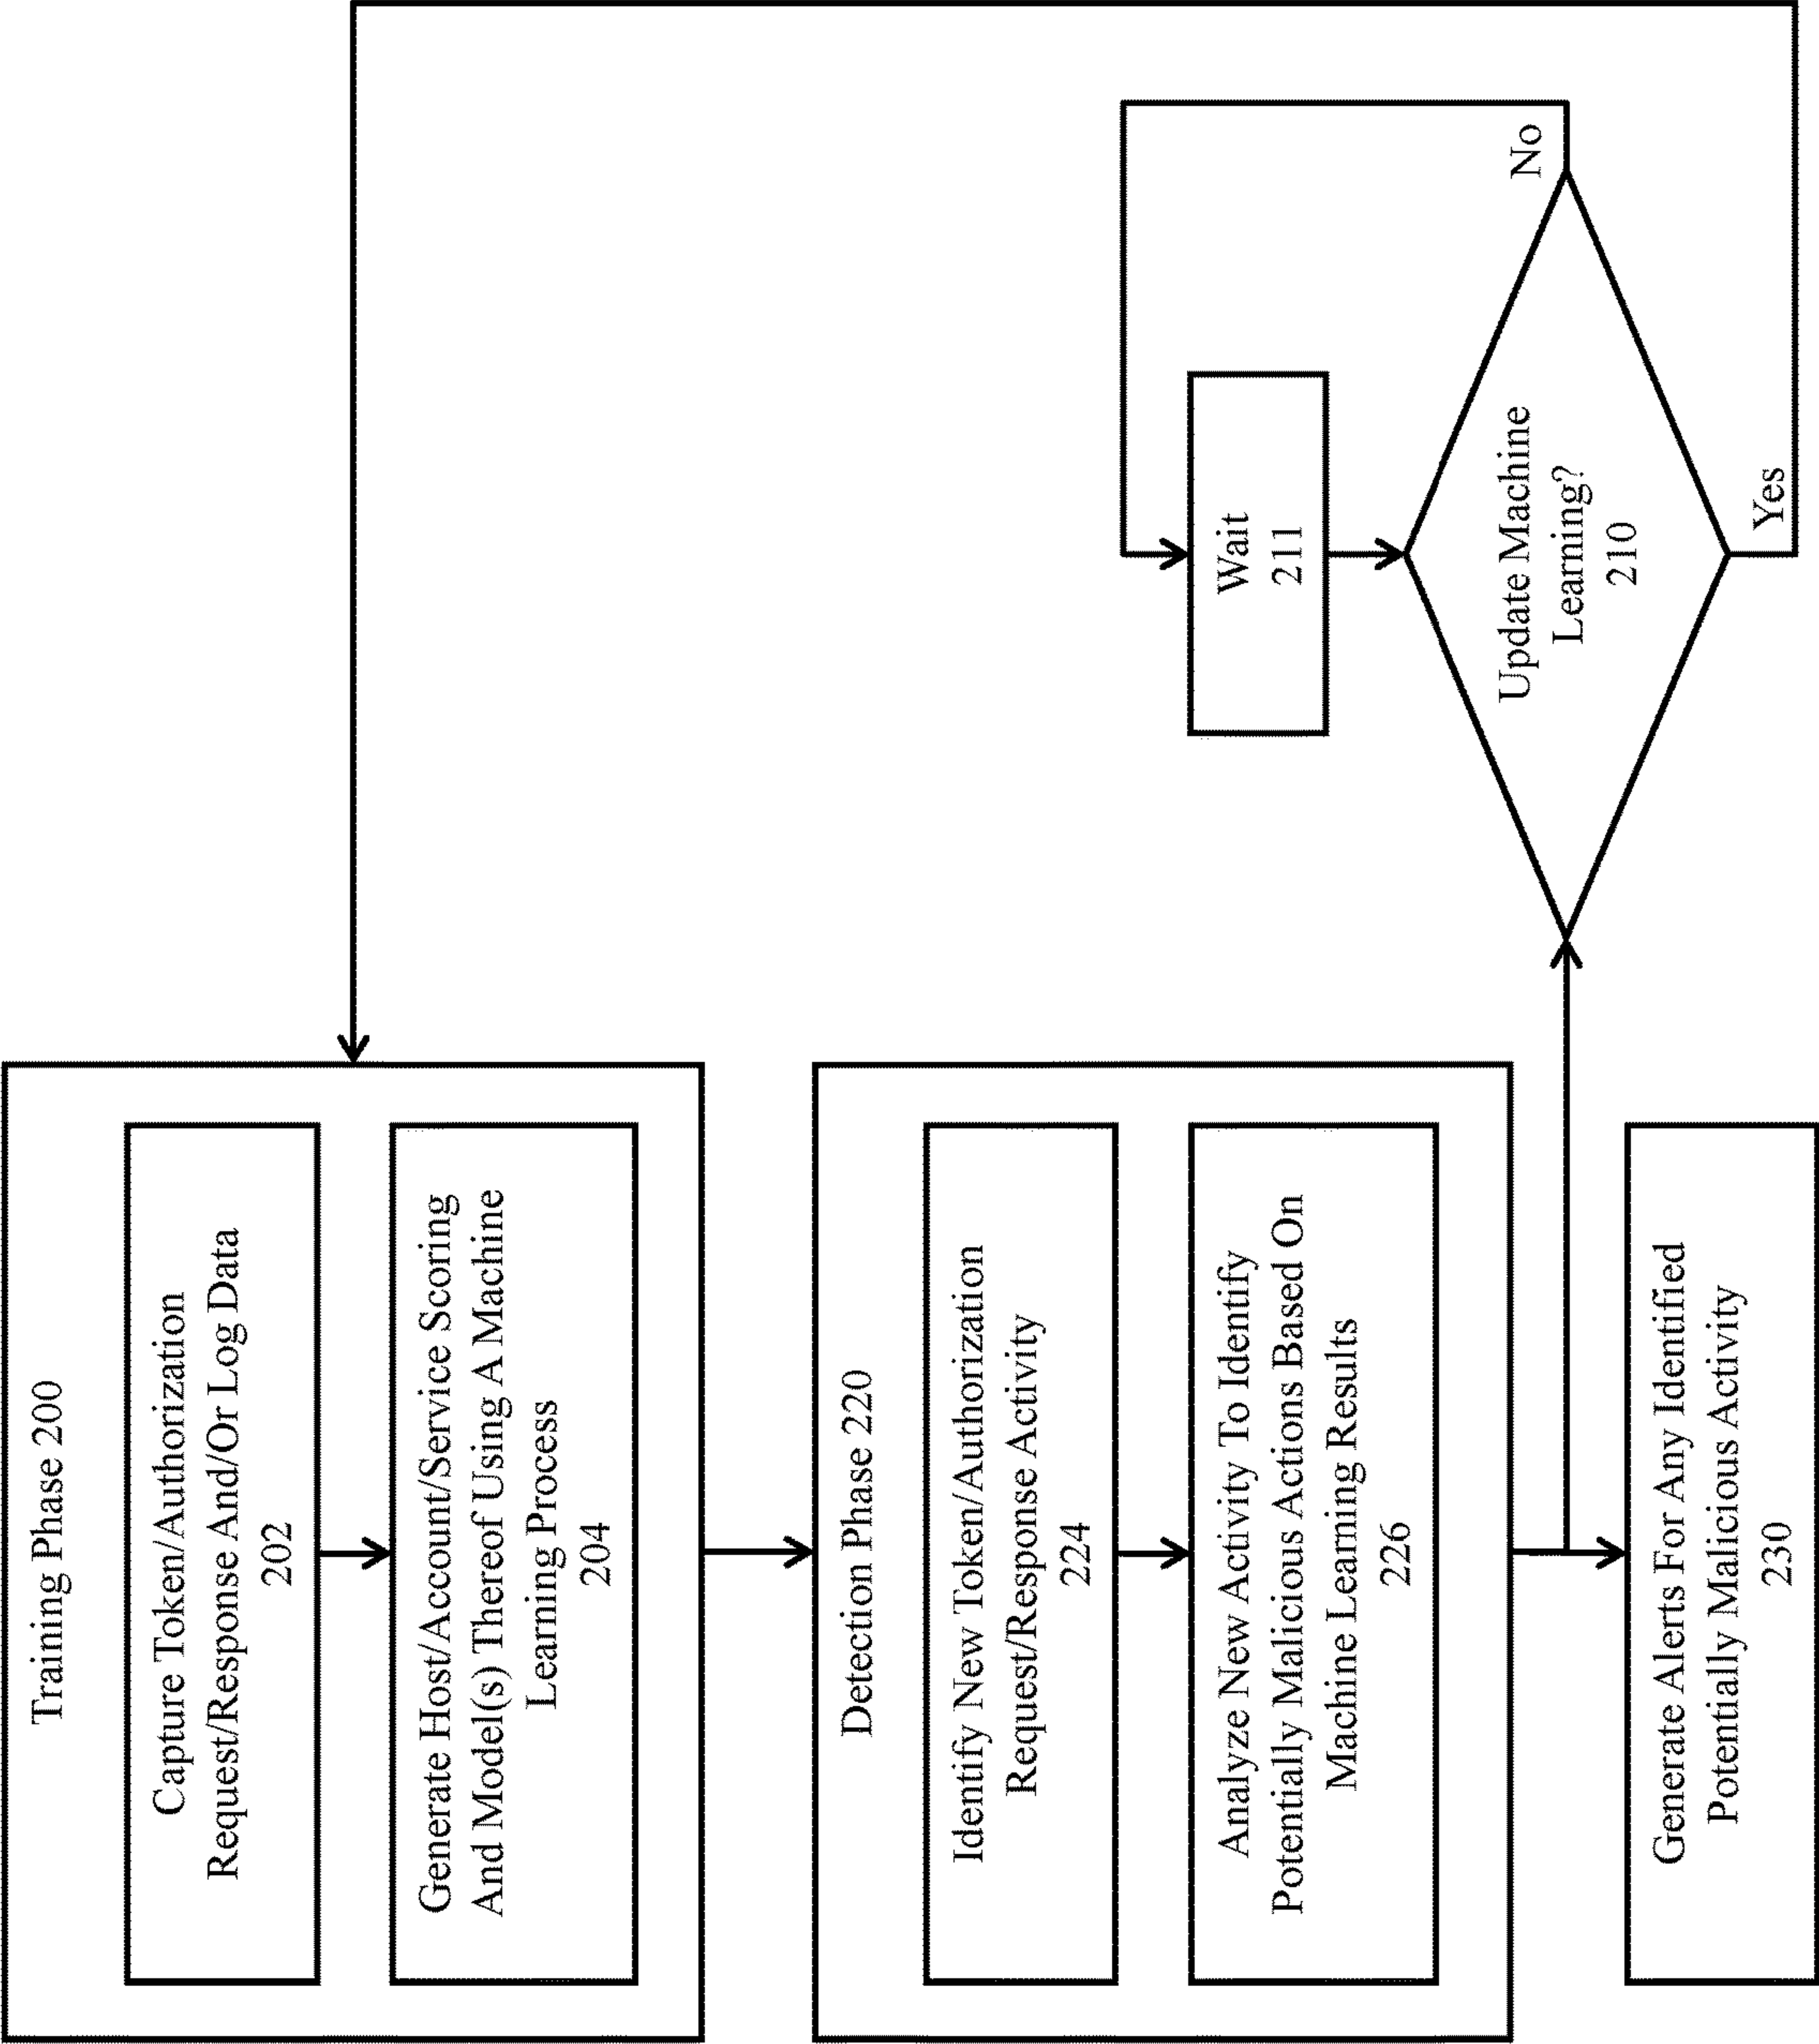 Training Phase 200
Capture Token/Authorization
Request/Response And/Or Log Data
202
Generate Host/Account/Service Scoring
And Model(s) Thereof Using A Machine
Learning Process
204
Detection Phase 220
Identify New Token/Authorization
Request/Response Activity
224
Analyze New Activity To Identify
Potentially Malicious Actions Based On
Machine Learning Results
226
Generate Alerts For Any Identified
Potentially Malicious Activity
230
Wait
211
Update Machine
Learning?
210
No
Yes